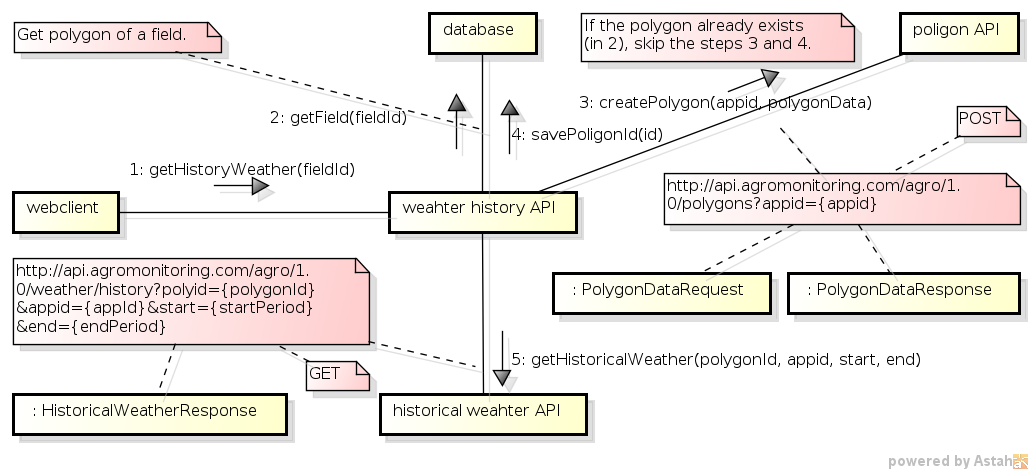 Get polygon of a field.
database
If the polygon already exists
(in 2), skip the steps 3 and 4.
poligon API
3: createPolygon(appid, polygonData)
2: getField(fieldId)
4: savePoligonId(id)
POST
1: getHistoryWeather(fieldId)
http://api.agromonitoring.com/agro/1.
0/polygons?appid={appid}
webclient
weahter history API
http://api.agromonitoring.com/agro/1.
0/weather/history?polyid={polygonId}
&appid={appId}&start={startPeriod}
&end={endPeriod}
: PolygonDataRequest
: PolygonDataResponse
5: getHistoricalWeather(polygonId, appid, start, end)
GET
: HistoricalWeatherResponse
historical weahter API
powered by Astah